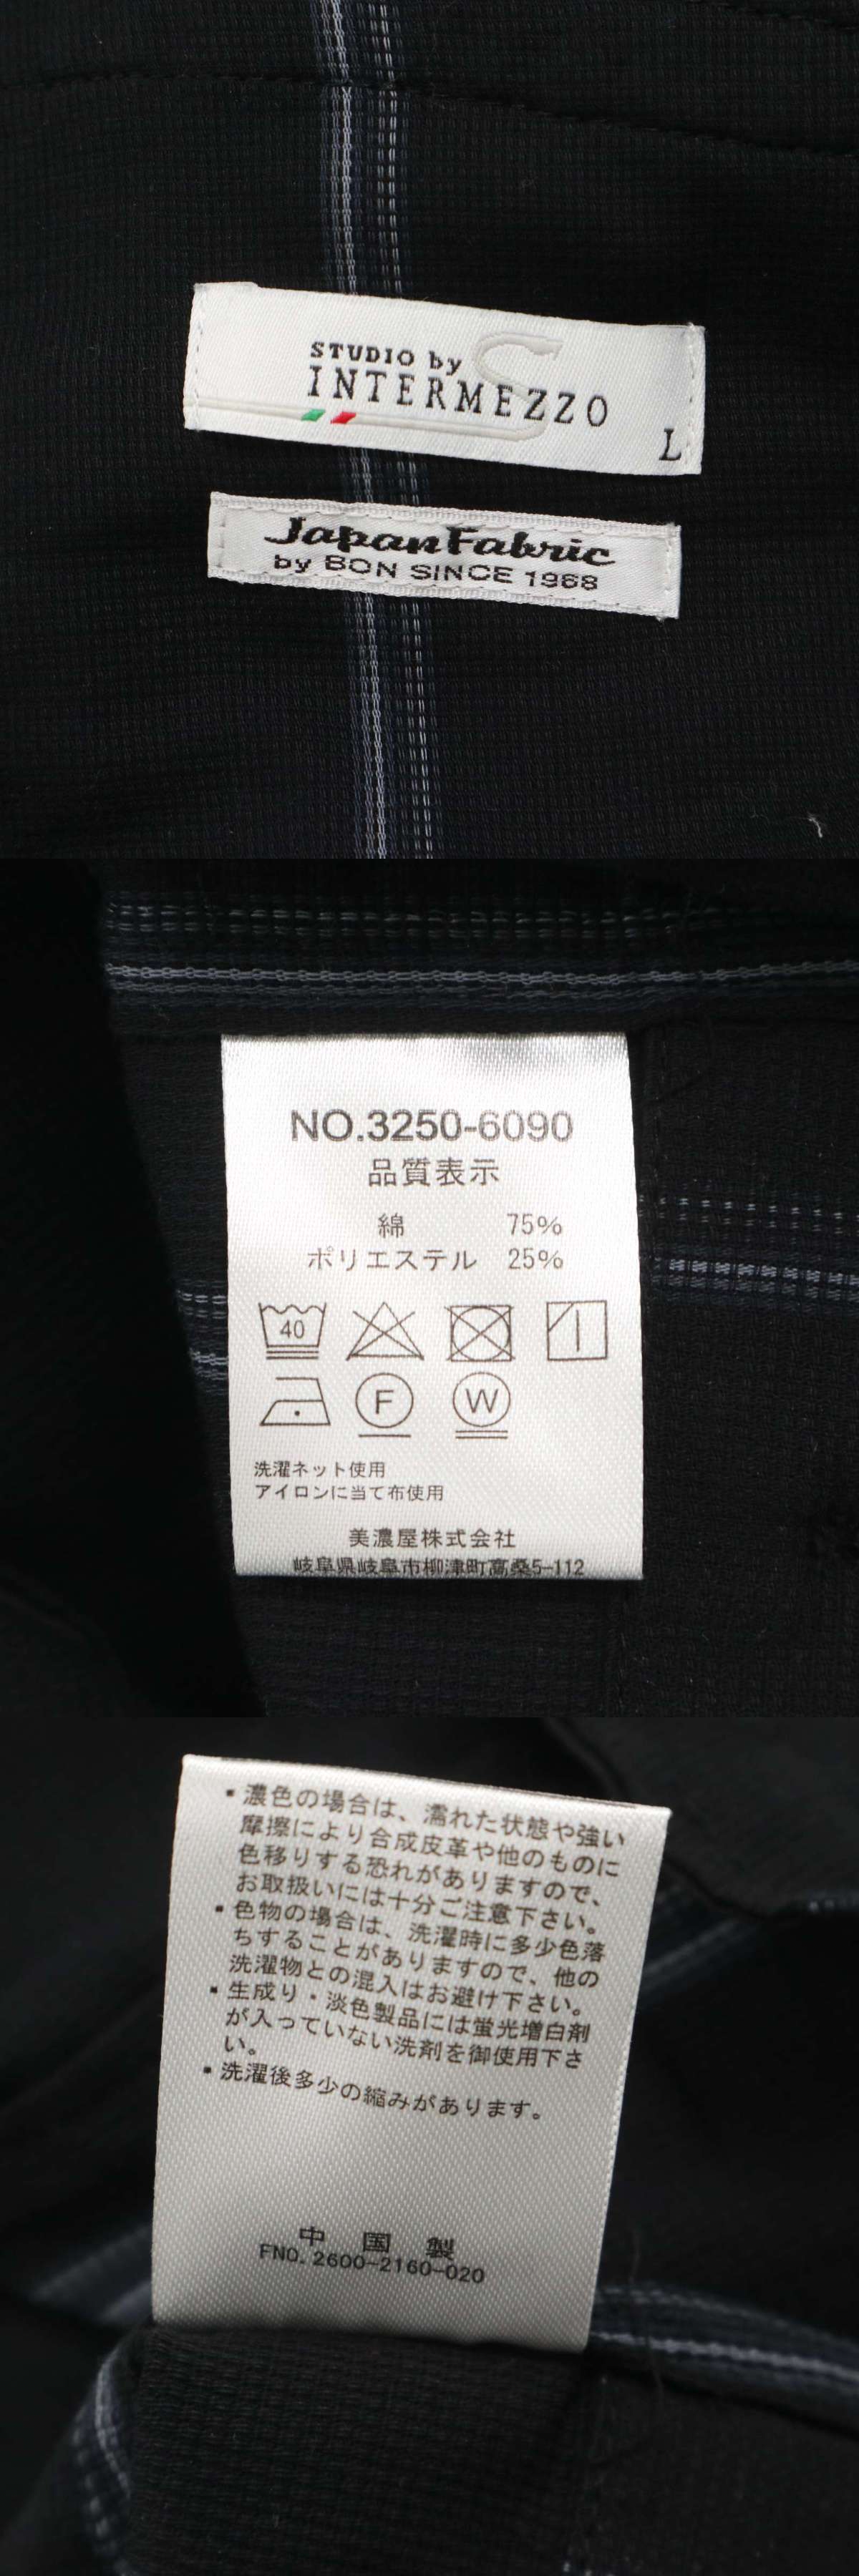 STUDIO by
INTERMEZZO
L
JapanFabric
by BON SINCE 1968
NO.3250-6090
品質表示
綿 75%
ポリエステル 25%
40
F W
洗濯ネット使用
アイロンに当て布使用
美濃屋株式会社
岐阜県岐阜市柳津町高桑5-112
▪濃色の場合は、濡れた状態や強い
摩擦により合成皮革や他のものに
色移りする恐れがありますので、
お取扱いには十分ご注意下さい。
▪色物の場合は、洗濯時に多少色落
ちすることがありますので、他の
洗濯物との混入はお避け下さい。
▪生成り・淡色製品には蛍光増白剤
が入っていない洗剤を御使用下さ
い。
▪洗濯後多少の縮みがあります。
中国製
FNO.2600-2160-020